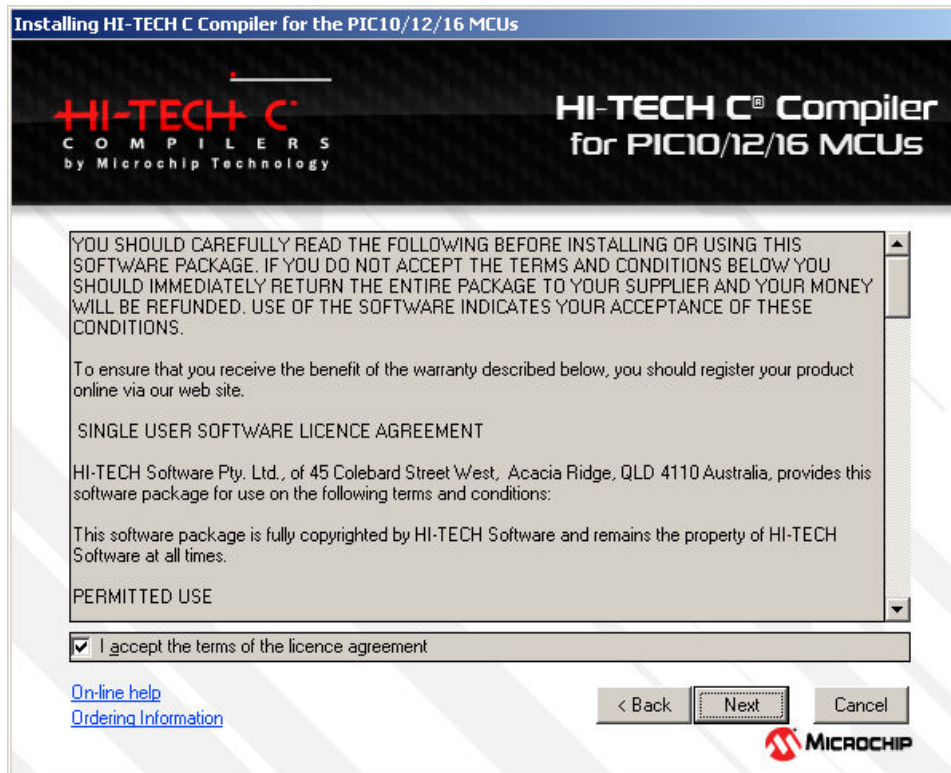 Installing HI-TECH C Compiler for the PIC10/12/16 MCUs
HI-TECH C
COMPILERS
by Microchip Technology
HI-TECH C® Compiler
for PIC10/12/16 MCUs
YOU SHOULD CAREFULLY READ THE FOLLOWING BEFORE INSTALLING OR USING THIS
SOFTWARE PACKAGE. IF YOU DO NOT ACCEPT THE TERMS AND CONDITIONS BELOW YOU
SHOULD IMMEDIATELY RETURN THE ENTIRE PACKAGE TO YOUR SUPPLIER AND YOUR MONEY
WILL BE REFUNDED. USE OF THE SOFTWARE INDICATES YOUR ACCEPTANCE OF THESE
CONDITIONS.
To ensure that you receive the benefit of the warranty described below, you should register your product
online via our web site.
SINGLE USER SOFTWARE LICENCE AGREEMENT
HI-TECH Software Pty. Ltd., of 45 Colebard Street West, Acacia Ridge, QLD 4110 Australia, provides this
software package for use on the following terms and conditions:
This software package is fully copyrighted by HI-TECH Software and remains the property of HI-TECH
Software at all times.
PERMITTED USE
I accept the terms of the licence agreement
On-line help
Ordering Information
< Back
Next
Cancel
MICROCHIP